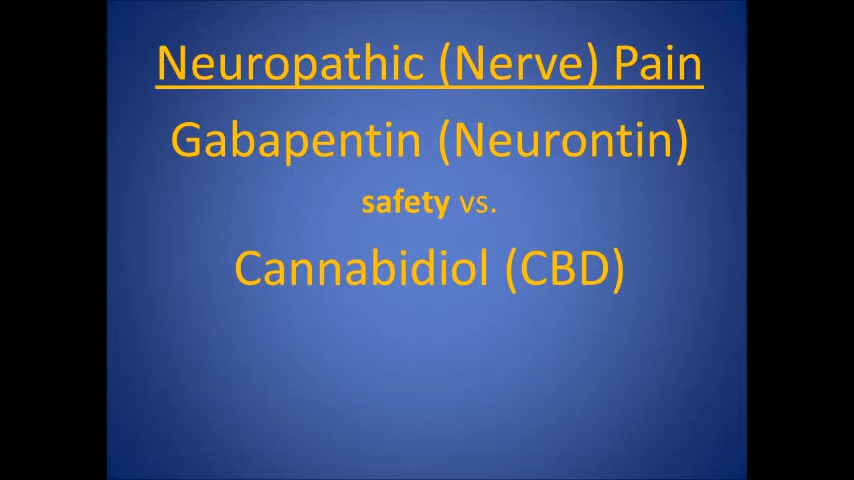 Neuropathic (Nerve) Pain
Gabapentin (Neurontin)
safety vs.
Cannabidiol (CBD)